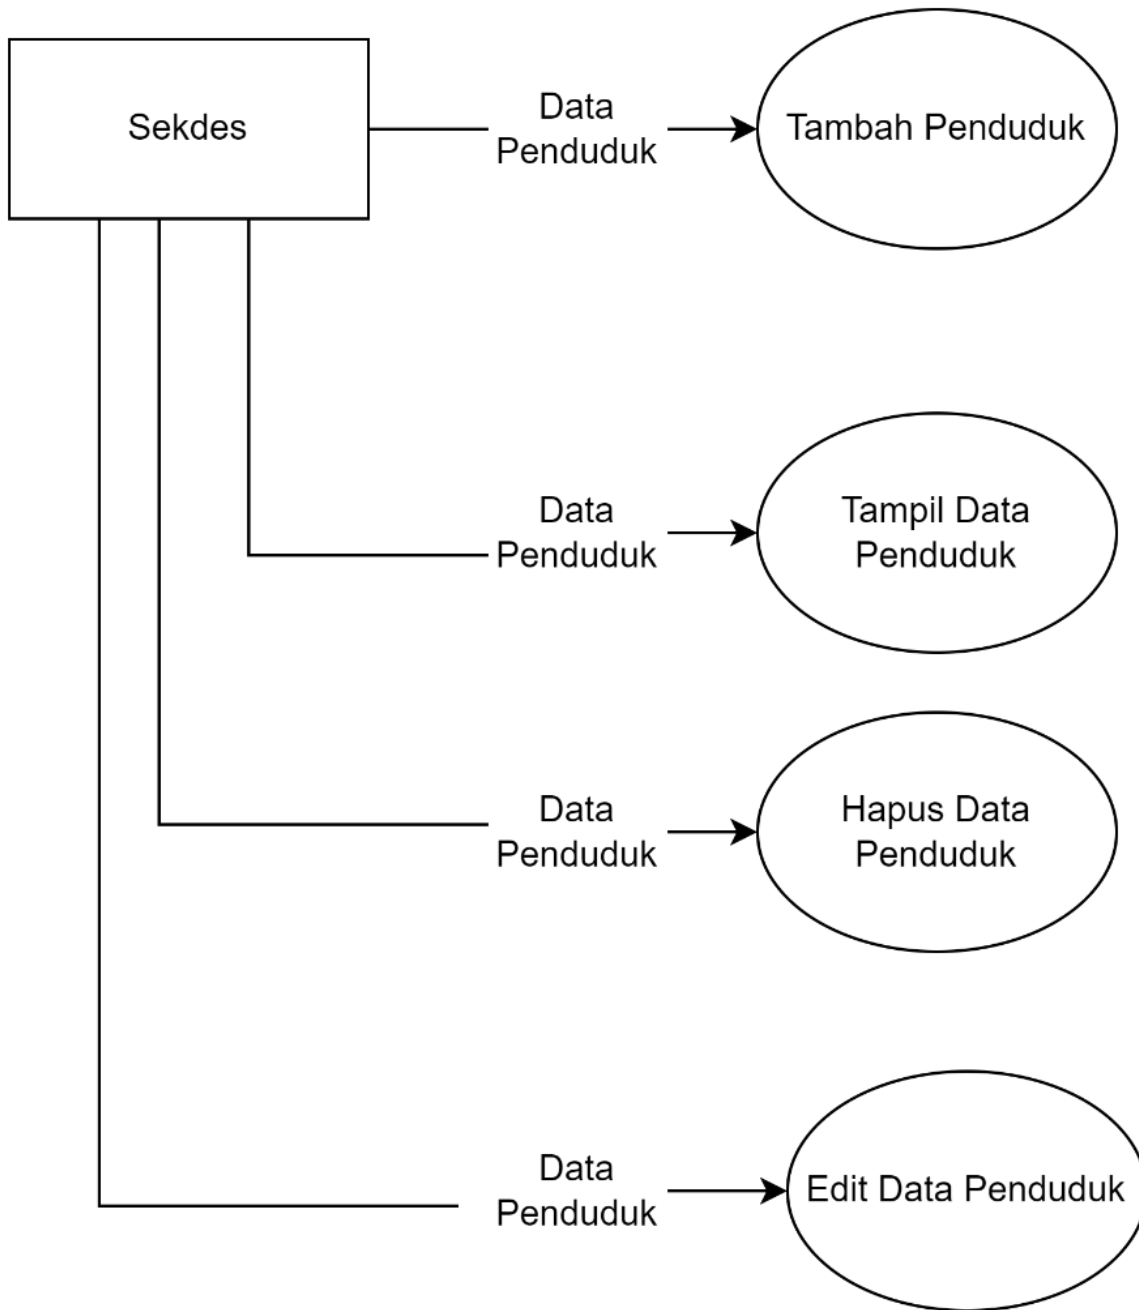 Sekdes
Data
Penduduk
Tambah Penduduk
Data
Penduduk
Tampil Data
Penduduk
Data
Penduduk
Hapus Data
Penduduk
Data
Penduduk
Edit Data Penduduk